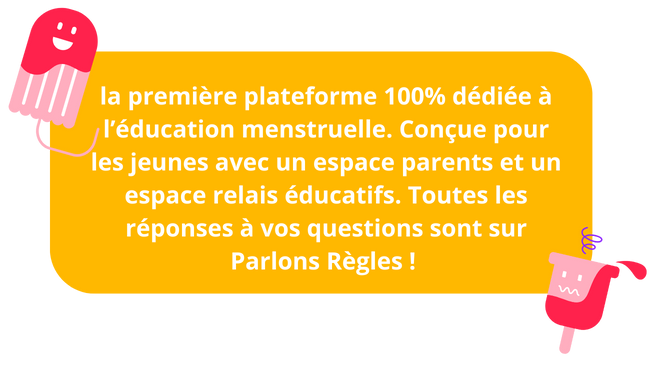 la première plateforme 100% dédiée à
l’éducation menstruelle. Conçue pour
les jeunes avec un espace parents et un
espace relais éducatifs. Toutes les
réponses à vos questions sont sur
Parlons Règles !